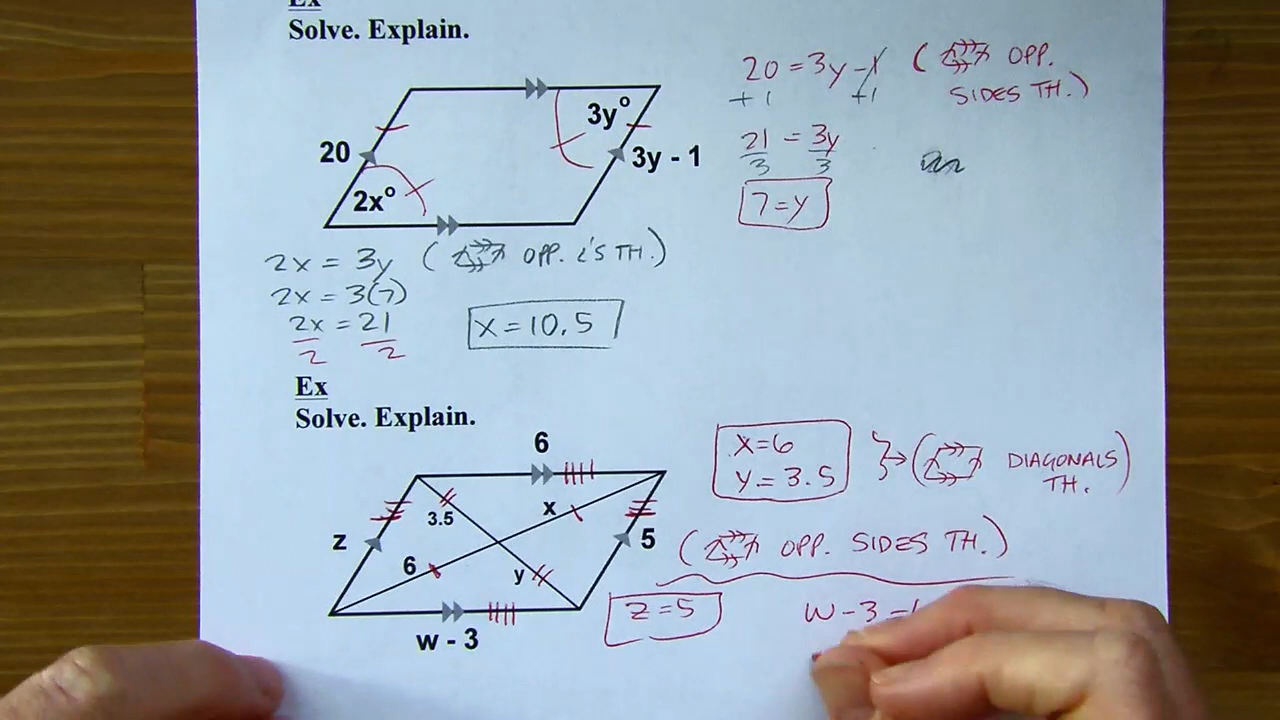 Ex
Solve. Explain.
20
2x°
3y°
3y - 1
20 = 3y - 1 ( OPP.
SIDES TH.)
+ 1 +1
21 = 3y
3 3
7 = y
2x = 3y ( OPP. ∠'S TH.)
2x = 3(7)
2x = 21
2 2
x = 10.5
Ex
Solve. Explain.
6
3.5
x
z
5
6
y
w - 3
x = 6
y = 3.5
( DIAGONALS
TH. )
( OPP. SIDES TH.)
z = 5
w - 3 =